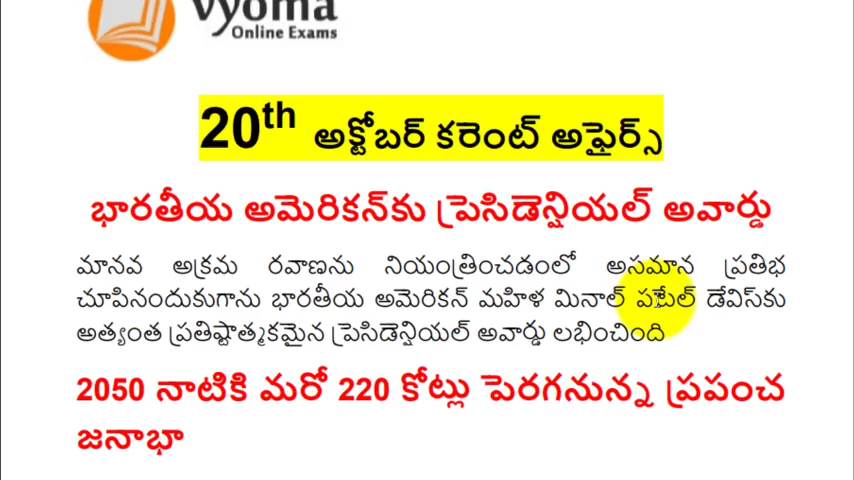 vyoma
Online Exams
20th అక్టోబర్ కరెంట్ అఫైర్స్
భారతీయ అమెరికన్‌కు ప్రెసిడెన్షియల్ అవార్డు
మానవ అక్రమ రవాణను నియంత్రించడంలో అసమాన ప్రతిభ
చూపినందుకుగాను భారతీయ అమెరికన్ మహిళ మినాల్ పటేల్ డేవిస్‌కు
అత్యంత ప్రతిష్టాత్మకమైన ప్రెసిడెన్షియల్ అవార్డు లభించింది
2050 నాటికి మరో 220 కోట్లు పెరగనున్న ప్రపంచ
జనాభా